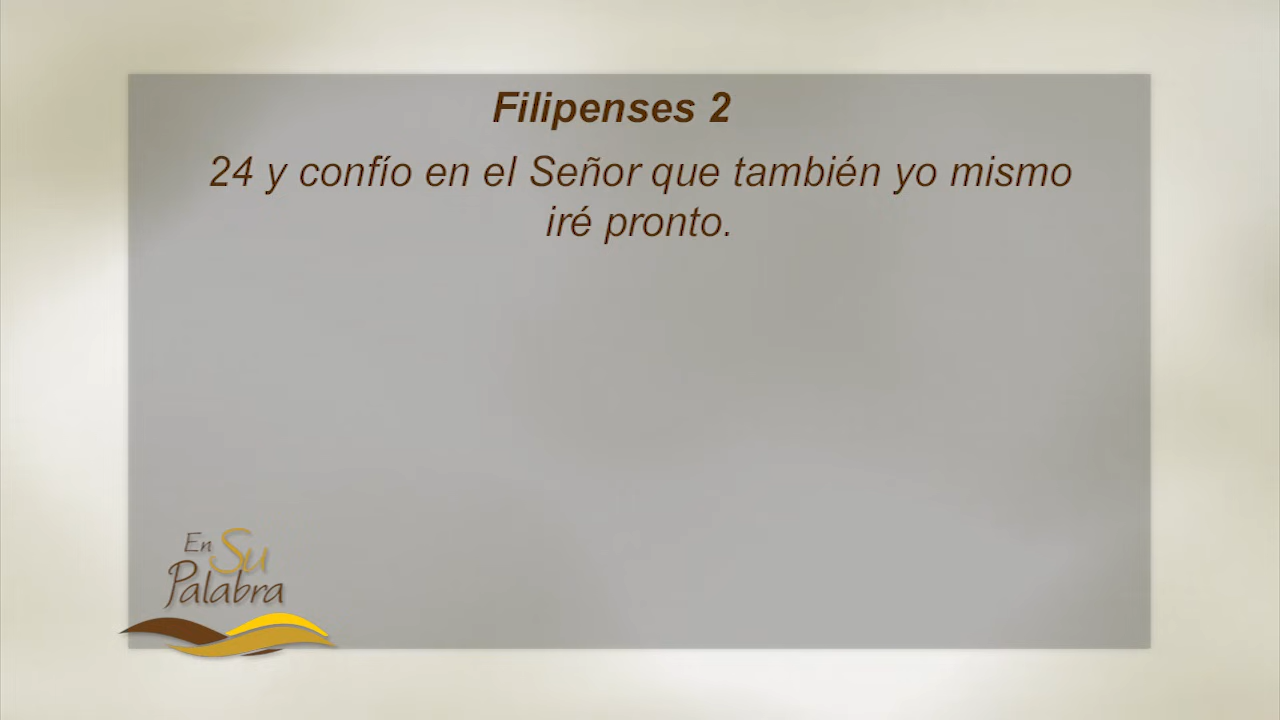 Filipenses 2
24 y confío en el Señor que también yo mismo
iré pronto.
En Su
Palabra